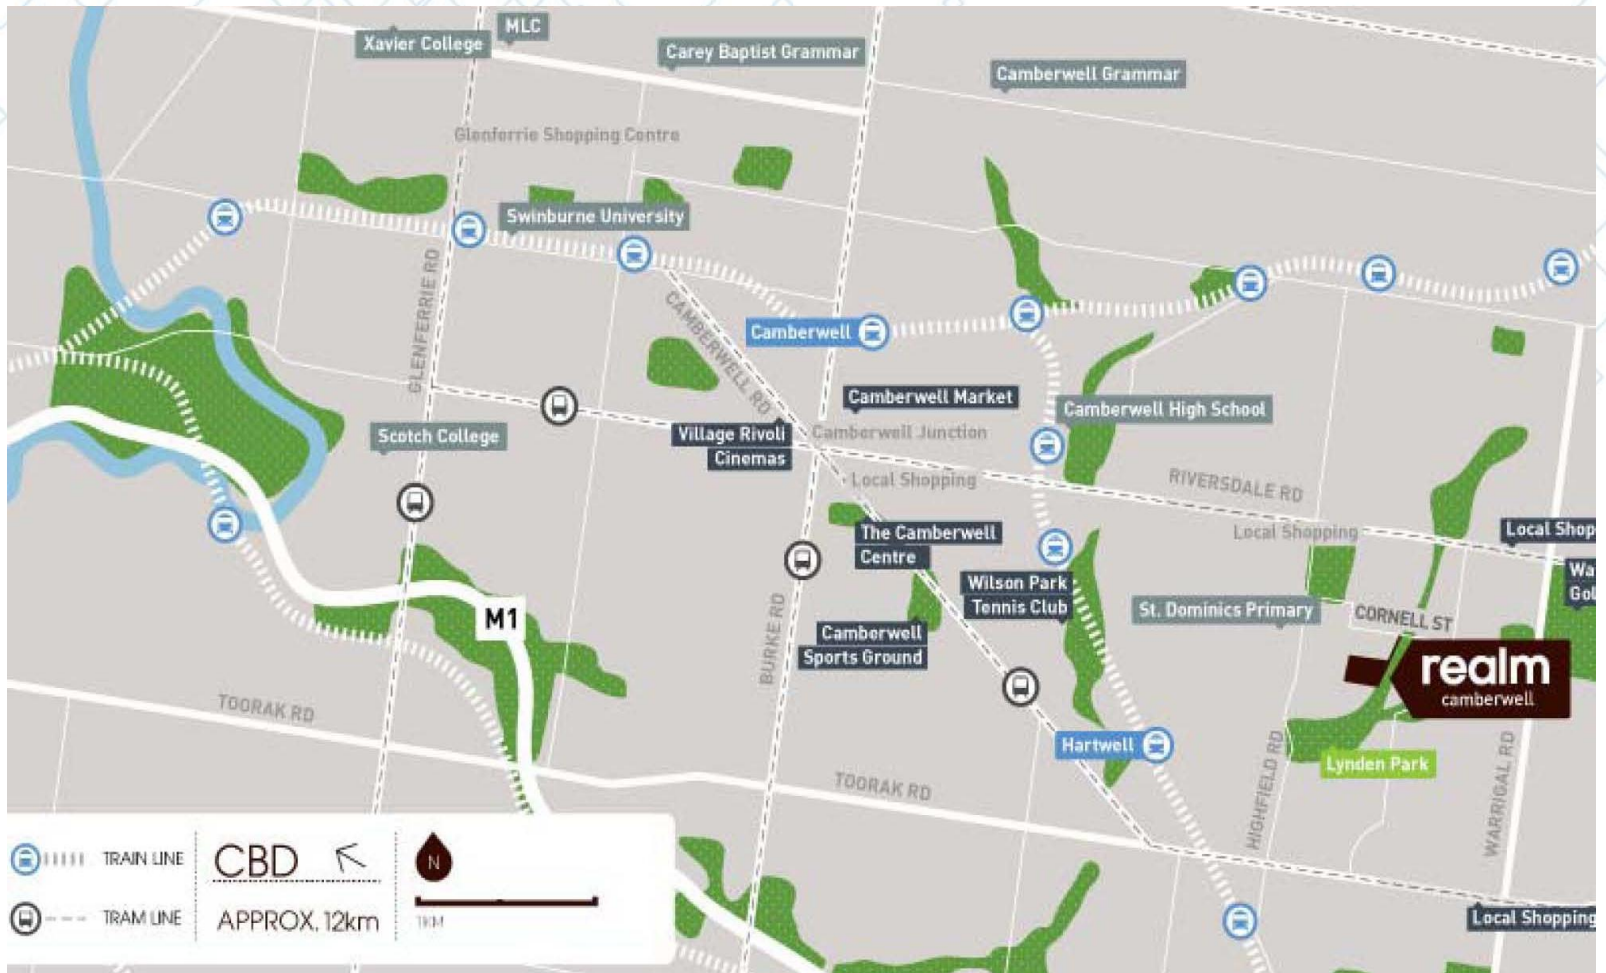 MLC
Xavier College
Carey Baptist Grammar
Camberwell Grammar
Glenferrie Shopping Centre
Swinburne University
GLENFERRIE RD
CAMBERWELL RD
Camberwell
Camberwell Market
Camberwell High School
Scotch College
Village Rivoli
Cinemas
Camberwell Junction
Local Shopping
RIVERSDALE RD
Local Shopping
Local Shop
The Camberwell
Centre
Wilson Park
Tennis Club
Wa
Gol
St. Dominics Primary
CORNELL ST
M1
BURKE RD
Camberwell
Sports Ground
realm
camberwell
TOORAK RD
Hartwell
Lynden Park
TOORAK RD
HIGHFIELD RD
WARRIGAL RD
TRAIN LINE
CBD
N
TRAM LINE
APPROX. 12km
1KM
Local Shopping